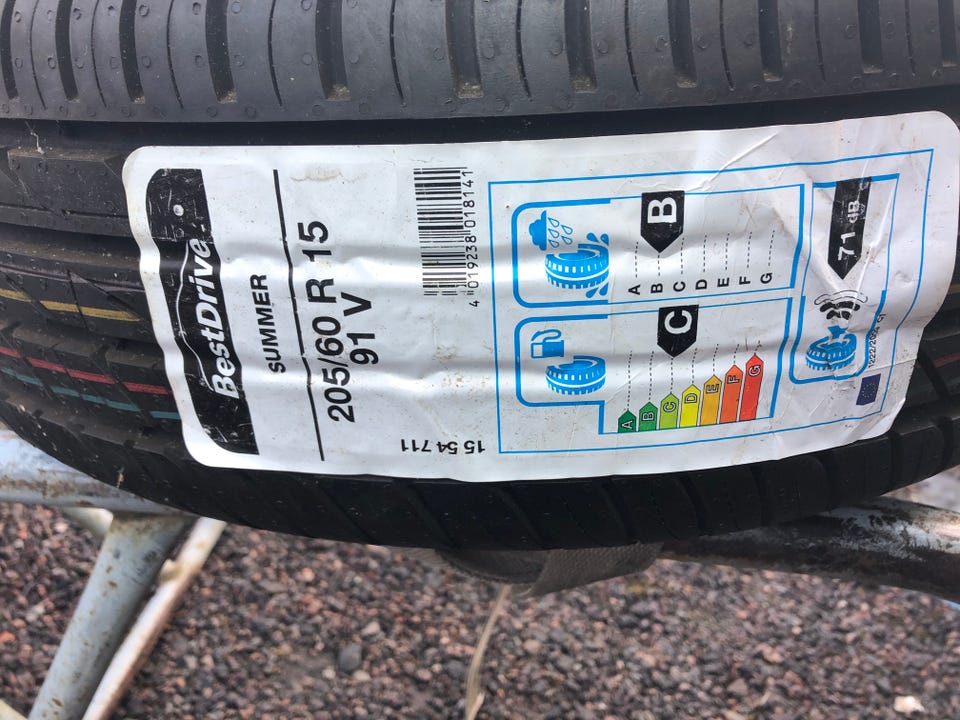 BestDrive
SUMMER
205/60 R 15
91 V
4 019238 018141
15 54 711
C
A
B
C
D
E
F
G
B
A
B
C
D
E
F
G
71 dB